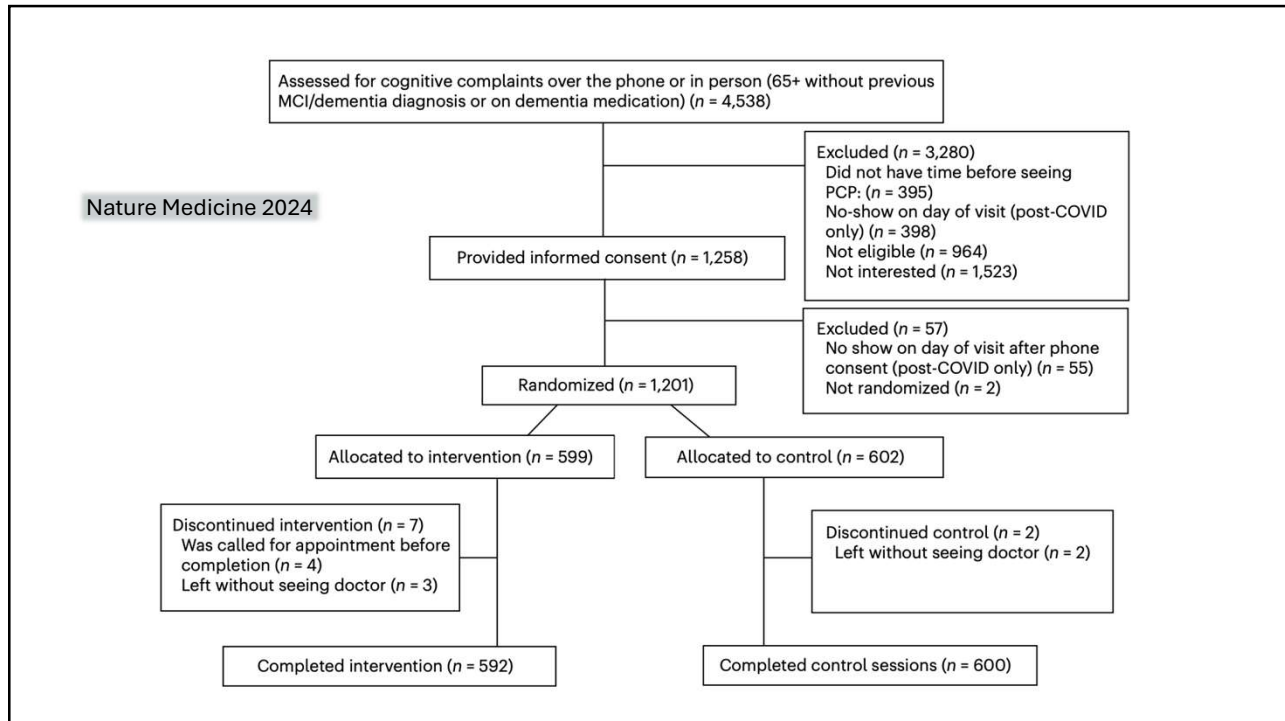 Assessed for cognitive complaints over the phone or in person (65+ without previous
MCI/dementia diagnosis or on dementia medication) (n = 4,538)
Excluded (n = 3,280)
Did not have time before seeing
PCP: (n = 395)
No-show on day of visit (post-COVID
only) (n = 398)
Not eligible (n = 964)
Not interested (n = 1,523)
Nature Medicine 2024
Provided informed consent (n = 1,258)
Excluded (n = 57)
No show on day of visit after phone
consent (post-COVID only) (n = 55)
Not randomized (n = 2)
Randomized (n = 1,201)
Allocated to intervention (n = 599)
Allocated to control (n = 602)
Discontinued intervention (n = 7)
Was called for appointment before
completion (n = 4)
Left without seeing doctor (n = 3)
Discontinued control (n = 2)
Left without seeing doctor (n = 2)
Completed intervention (n = 592)
Completed control sessions (n = 600)